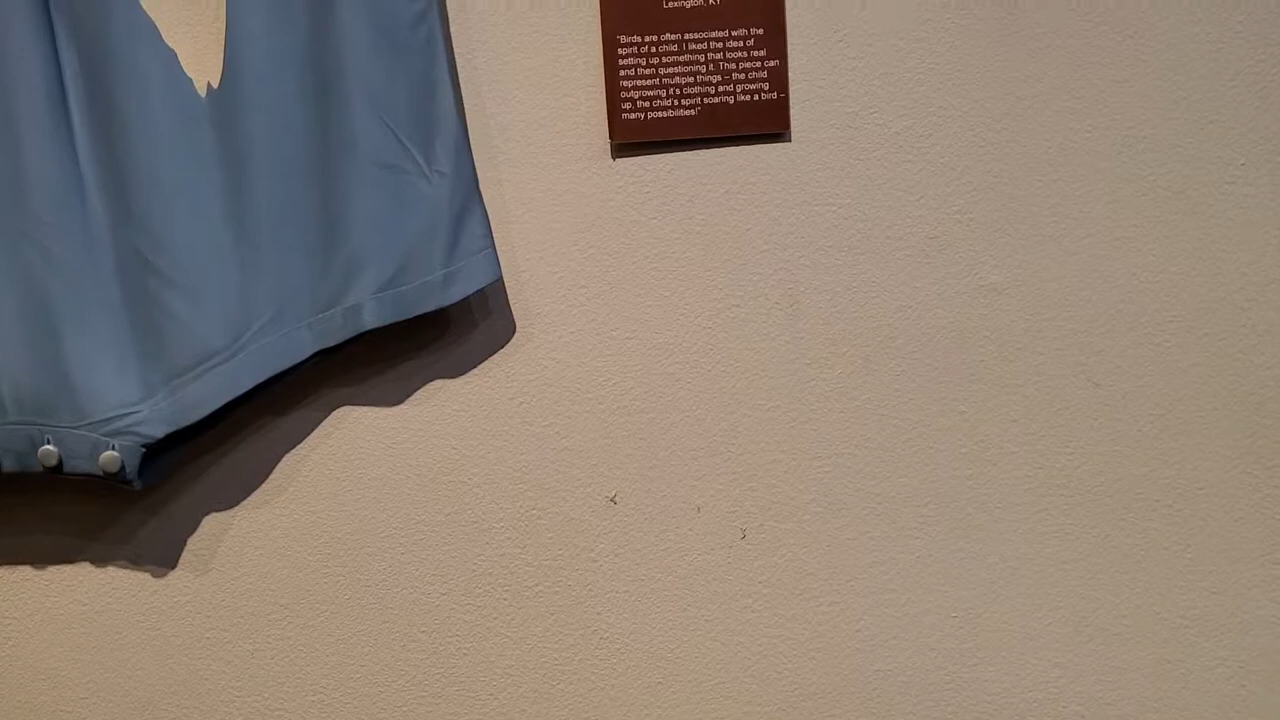 Lexington, KY
"Birds are often associated with the
spirit of a child. I liked the idea of
setting up something that looks real
and then questioning it. This piece can
represent multiple things – the child
outgrowing it's clothing and growing
up, the child's spirit soaring like a bird –
many possibilities!"